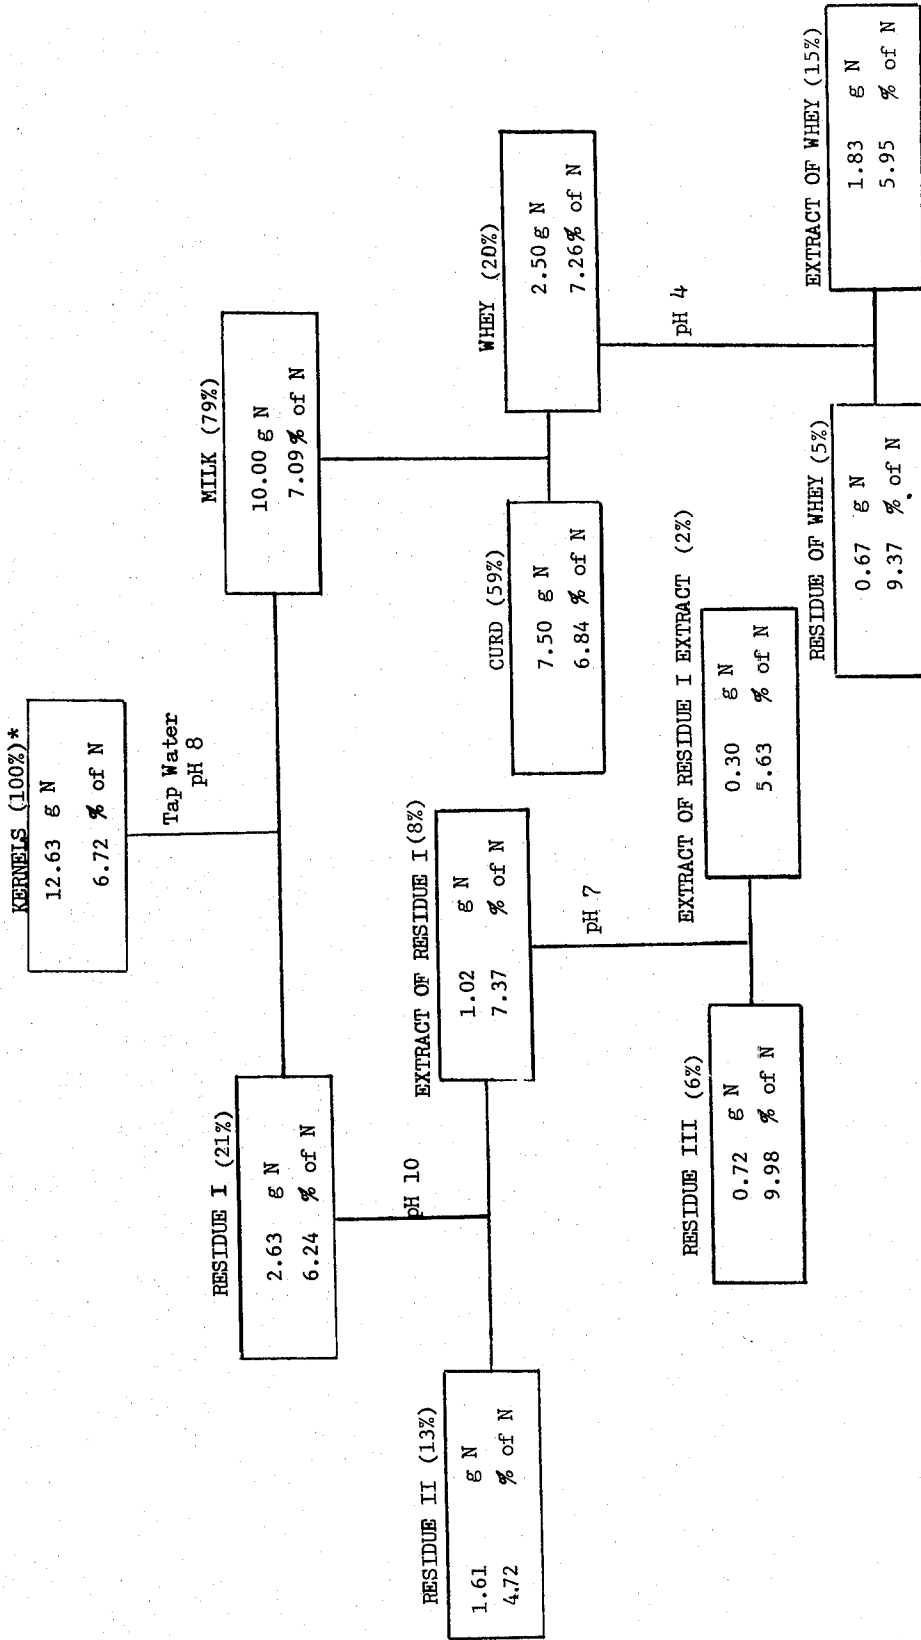 KERNELS (100%)*
12.63 g N
6.72 % of N
Tap Water
pH 8
RESIDUE I (21%)
2.63 g N
6.24 % of N
MILK (79%)
10.00 g N
7.09 % of N
pH 10
RESIDUE II (13%)
1.61 g N
4.72 % of N
EXTRACT OF RESIDUE I (8%)
1.02 g N
7.37 % of N
CURD (59%)
7.50 g N
6.84 % of N
WHEY (20%)
2.50 g N
7.26% of N
pH 7
pH 4
RESIDUE III (6%)
0.72 g N
9.98 % of N
EXTRACT OF RESIDUE I EXTRACT (2%)
0.30 g N
5.63 % of N
RESIDUE OF WHEY (5%)
0.67 g N
9.37 % of N
EXTRACT OF WHEY (15%)
1.83 g N
5.95 % of N